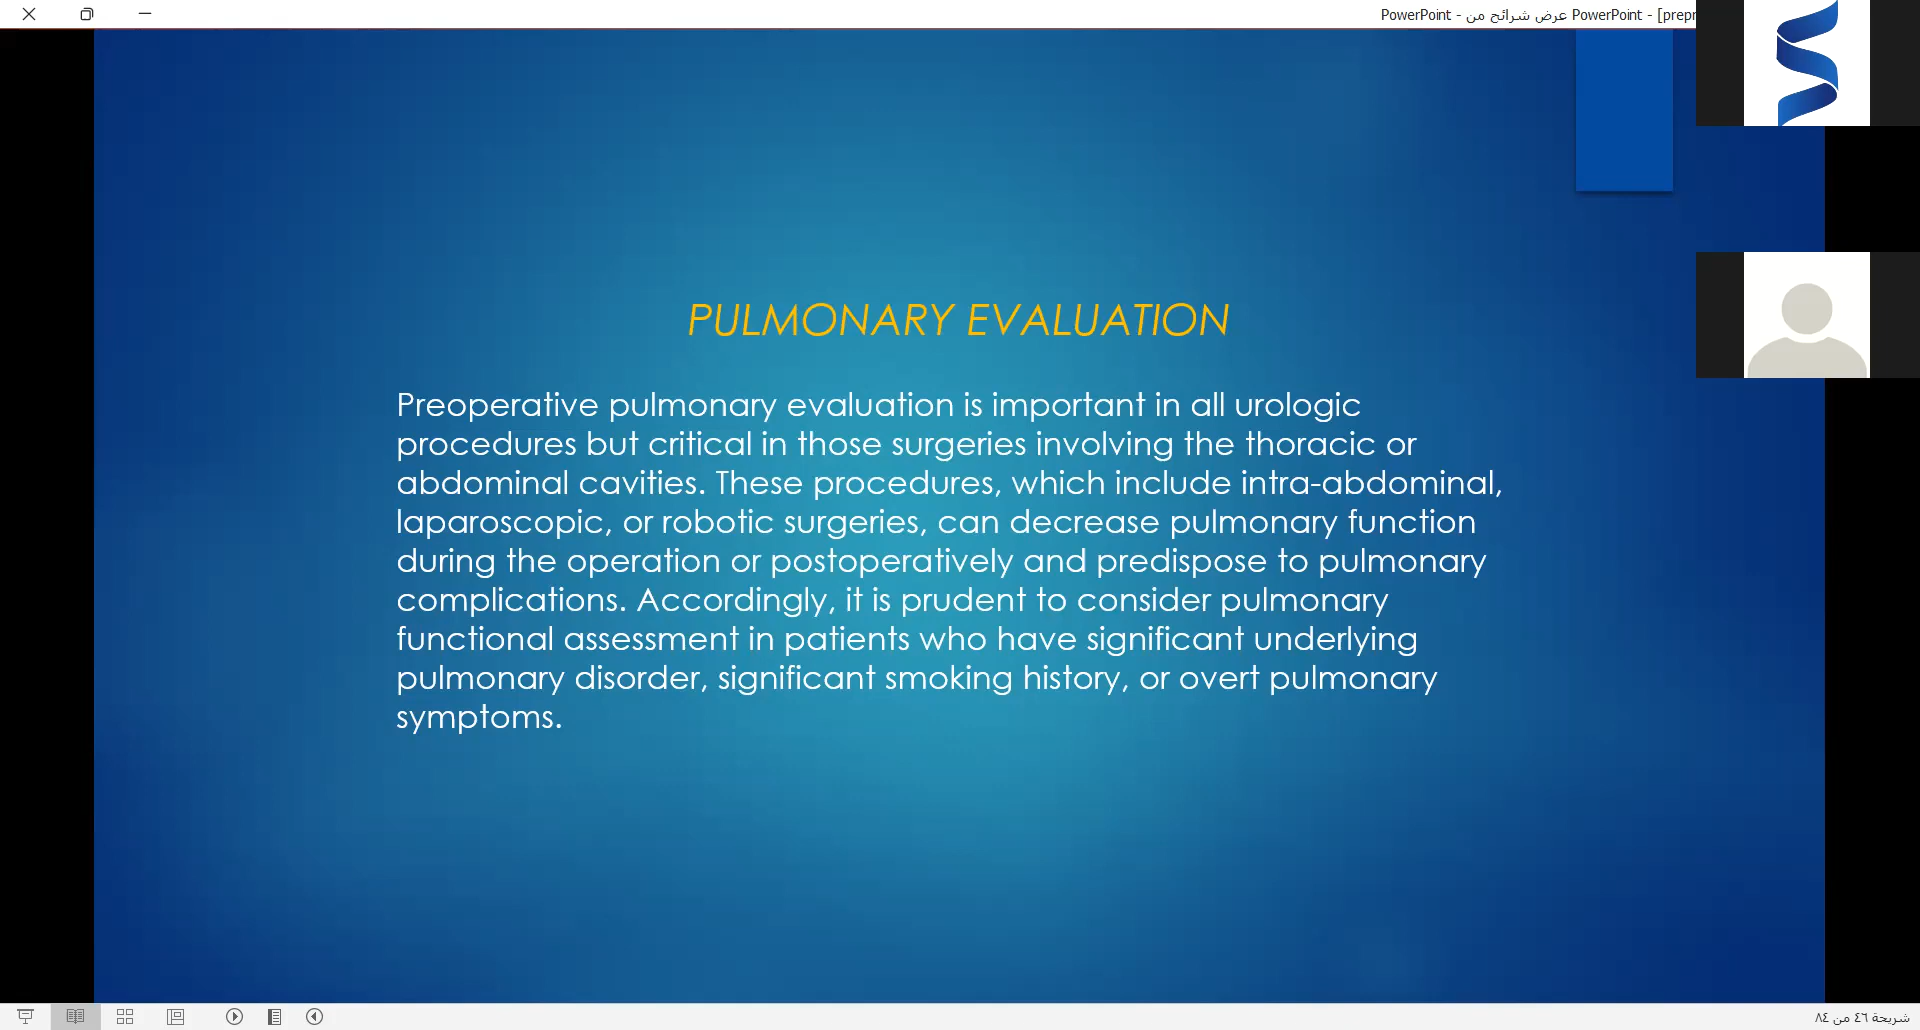 PowerPoint - عرض شرائح من PowerPoint - [prepr
PULMONARY EVALUATION
Preoperative pulmonary evaluation is important in all urologic
procedures but critical in those surgeries involving the thoracic or
abdominal cavities. These procedures, which include intra-abdominal,
laparoscopic, or robotic surgeries, can decrease pulmonary function
during the operation or postoperatively and predispose to pulmonary
complications. Accordingly, it is prudent to consider pulmonary
functional assessment in patients who have significant underlying
pulmonary disorder, significant smoking history, or overt pulmonary
symptoms.
شريحة ٤٦ من ٨٤